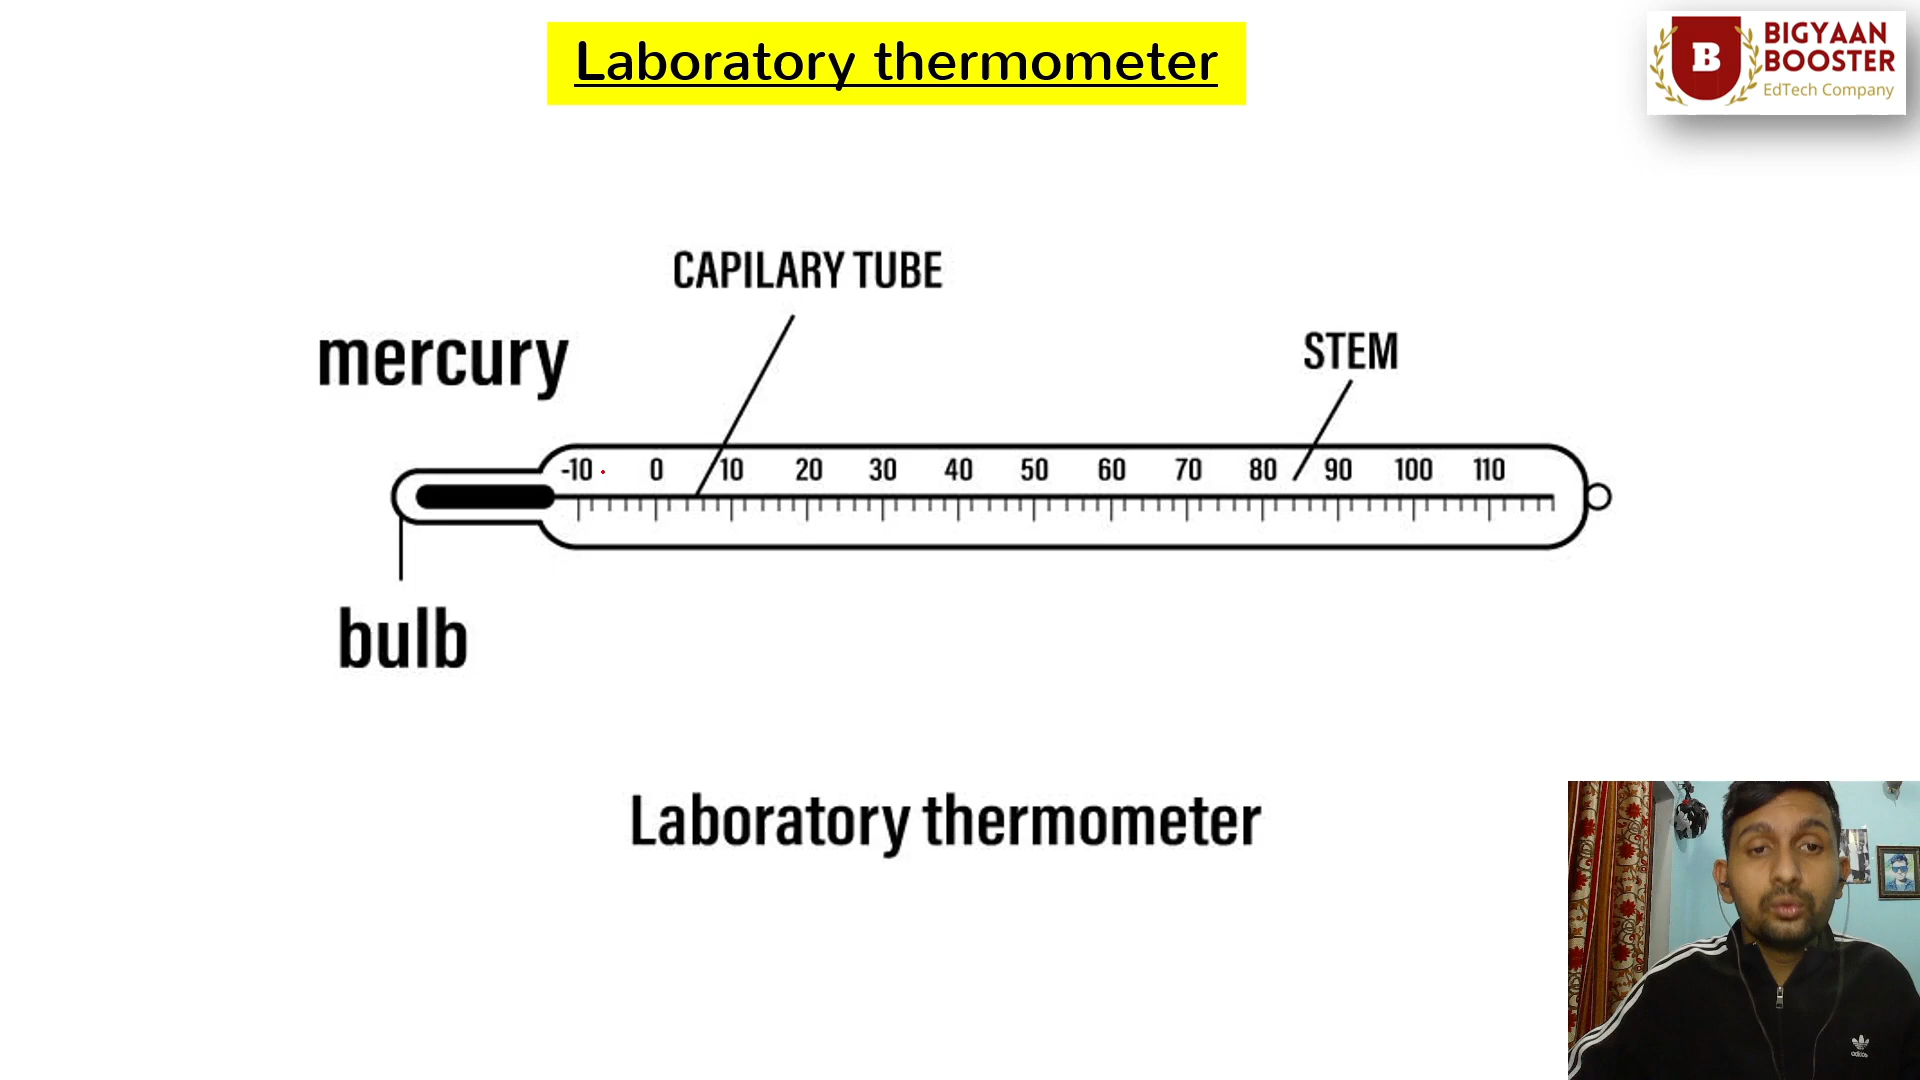 Laboratory thermometer
B
BIGYAAN
BOOSTER
EdTech Company
CAPILARY TUBE
mercury
STEM
-10 0 10 20 30 40 50 60 70 80 90 100 110
bulb
Laboratory thermometer
adidas